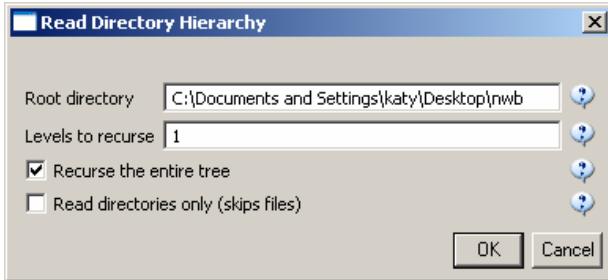 Read Directory Hierarchy
Root directory C:\Documents and Settings\katy\Desktop\nwb
Levels to recurse 1
Recurse the entire tree
Read directories only (skips files)
OK Cancel